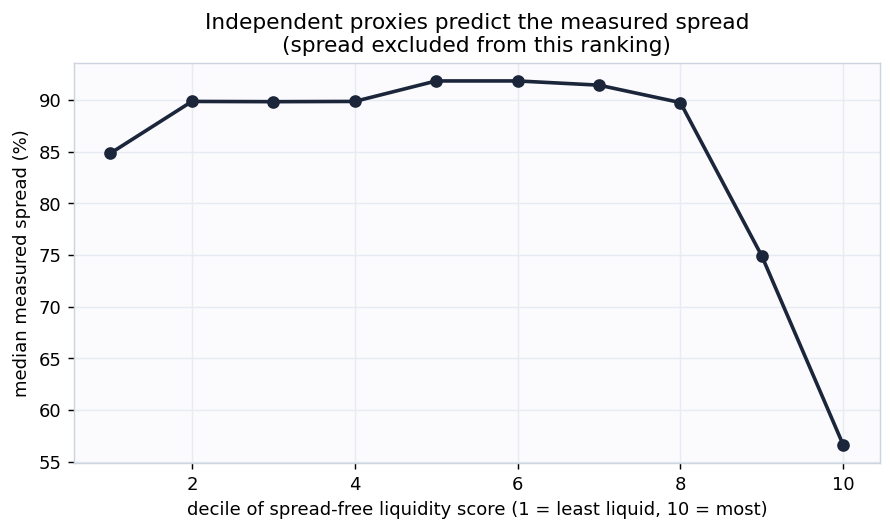 Independent proxies predict the measured spread
(spread excluded from this ranking)
median measured spread (%)
90
85
80
75
70
65
60
55
2 4 6 8 10
decile of spread-free liquidity score (1 = least liquid, 10 = most)